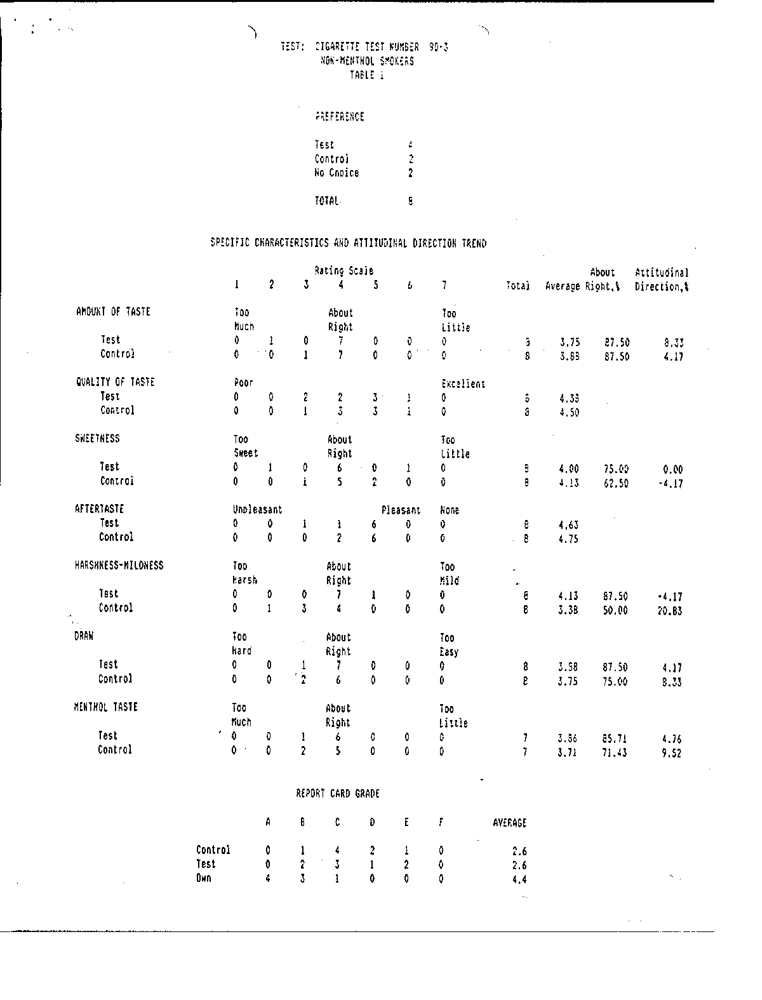 TEST: CIGARETTE TEST NUMBER 90-3
NON-MENTHOL SMOKERS
TABLE 1
PREFERENCE
Test 4
Control 2
No Choice 2
TOTAL 8
SPECIFIC CHARACTERISTICS AND ATTITUDINAL DIRECTION TREND
Rating Scale About Attitudinal
1 2 3 4 5 6 7 Total Average Right,% Direction,%
AMOUNT OF TASTE Too About Too
Much Right Little
Test 0 1 0 7 0 0 0 8 3.75 87.50 8.33
Control 0 0 1 7 0 0 0 8 3.88 87.50 4.17
QUALITY OF TASTE Poor Excellent
Test 0 0 2 2 3 1 0 8 4.38
Control 0 0 1 3 3 1 0 8 4.50
SWEETNESS Too About Too
Sweet Right Little
Test 0 1 0 6 0 1 0 8 4.00 75.00 0.00
Control 0 0 1 5 2 0 0 8 4.13 62.50 -4.17
AFTERTASTE Unpleasant Pleasant None
Test 0 0 1 1 6 0 0 8 4.63
Control 0 0 0 2 6 0 0 8 4.75
HARSHNESS-MILDNESS Too About Too
Harsh Right Mild
Test 0 0 0 7 1 0 0 8 4.13 87.50 -4.17
Control 0 1 3 4 0 0 0 8 3.38 50.00 20.83
DRAW Too About Too
Hard Right Easy
Test 0 0 1 7 0 0 0 8 3.88 87.50 4.17
Control 0 0 2 6 0 0 0 8 3.75 75.00 8.33
MENTHOL TASTE Too About Too
Much Right Little
Test 0 0 1 6 0 0 0 7 3.86 85.71 4.76
Control 0 0 2 5 0 0 0 7 3.71 71.43 9.52
REPORT CARD GRADE
A B C D E F AVERAGE
Control 0 1 4 2 1 0 2.6
Test 0 2 3 1 2 0 2.6
Own 4 3 1 0 0 0 4.4